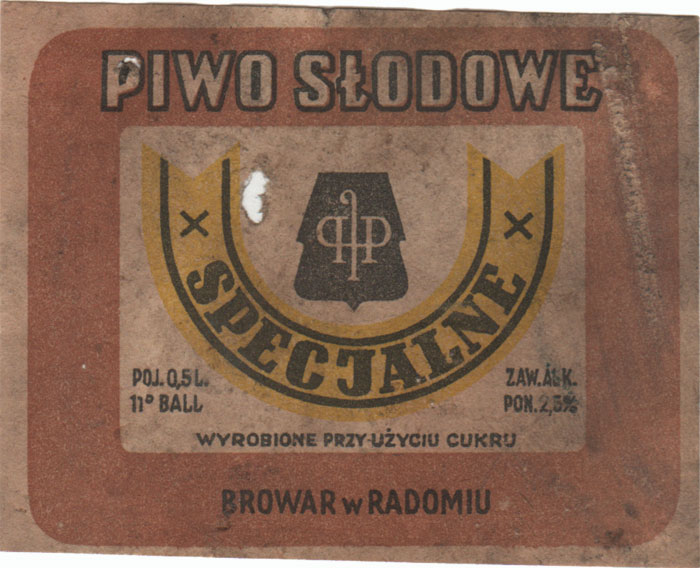 PIWO SŁODOWE
× SPECJALNE ×
POJ. 0,5 L.
11° BALL
ZAW. ALK.
PON. 2,5%
WYROBIONE PRZY UŻYCIU CUKRU
BROWAR w RADOMIU